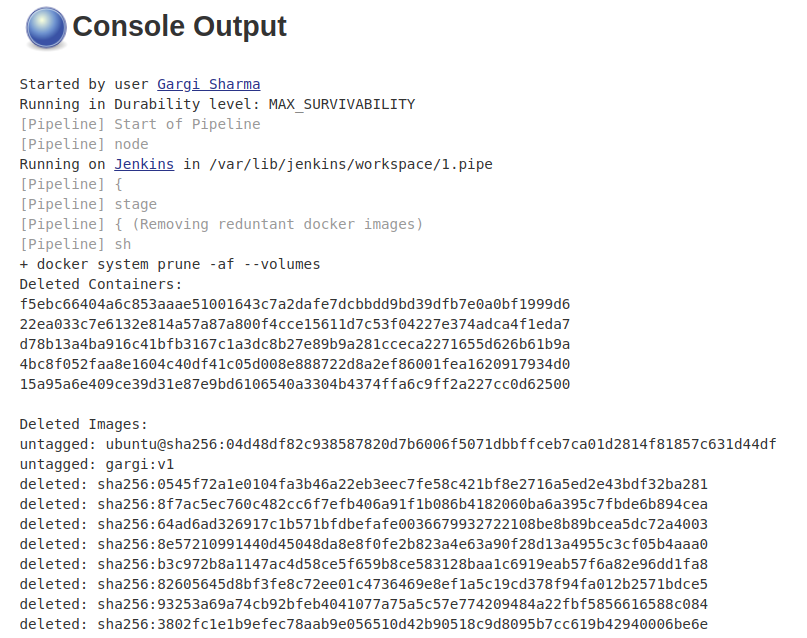 Console Output
Started by user Gargi Sharma
Running in Durability level: MAX_SURVIVABILITY
[Pipeline] Start of Pipeline
[Pipeline] node
Running on Jenkins in /var/lib/jenkins/workspace/1.pipe
[Pipeline] {
[Pipeline] stage
[Pipeline] { (Removing reduntant docker images)
[Pipeline] sh
+ docker system prune -af --volumes
Deleted Containers:
f5ebc66404a6c853aaae51001643c7a2dafe7dcbbdd9bd39dfb7e0a0bf1999d6
22ea033c7e6132e814a57a87a800f4cce15611d7c53f04227e374adca4f1eda7
d78b13a4ba916c41bfb3167c1a3dc8b27e89b9a281cceca2271655d626b61b9a
4bc8f052faa8e1604c40df41c05d008e888722d8a2ef86001fea1620917934d0
15a95a6e409ce39d31e87e9bd6106540a3304b4374ffa6c9ff2a227cc0d62500
Deleted Images:
untagged: ubuntu@sha256:04d48df82c938587820d7b6006f5071dbbffceb7ca01d2814f81857c631d44df
untagged: gargi:v1
deleted: sha256:0545f72a1e0104fa3b46a22eb3eec7fe58c421bf8e2716a5ed2e43bdf32ba281
deleted: sha256:8f7ac5ec760c482cc6f7efb406a91f1b086b4182060ba6a395c7fbde6b894cea
deleted: sha256:64ad6ad326917c1b571bfdbefafe0036679932722108be8b89bcea5dc72a4003
deleted: sha256:8e57210991440d45048da8e8f0fe2b823a4e63a90f28d13a4955c3cf05b4aaa0
deleted: sha256:b3c972b8a1147ac4d58ce5f659b8ce583128baa1c6919eab57f6a82e96dd1fa8
deleted: sha256:82605645d8bf3fe8c72ee01c4736469e8ef1a5c19cd378f94fa012b2571bdce5
deleted: sha256:93253a69a74cb92bfeb4041077a75a5c57e774209484a22fbf5856616588c084
deleted: sha256:3802fc1e1b9efec78aab9e056510d42b90518c9d8095b7cc619b42940006be6e